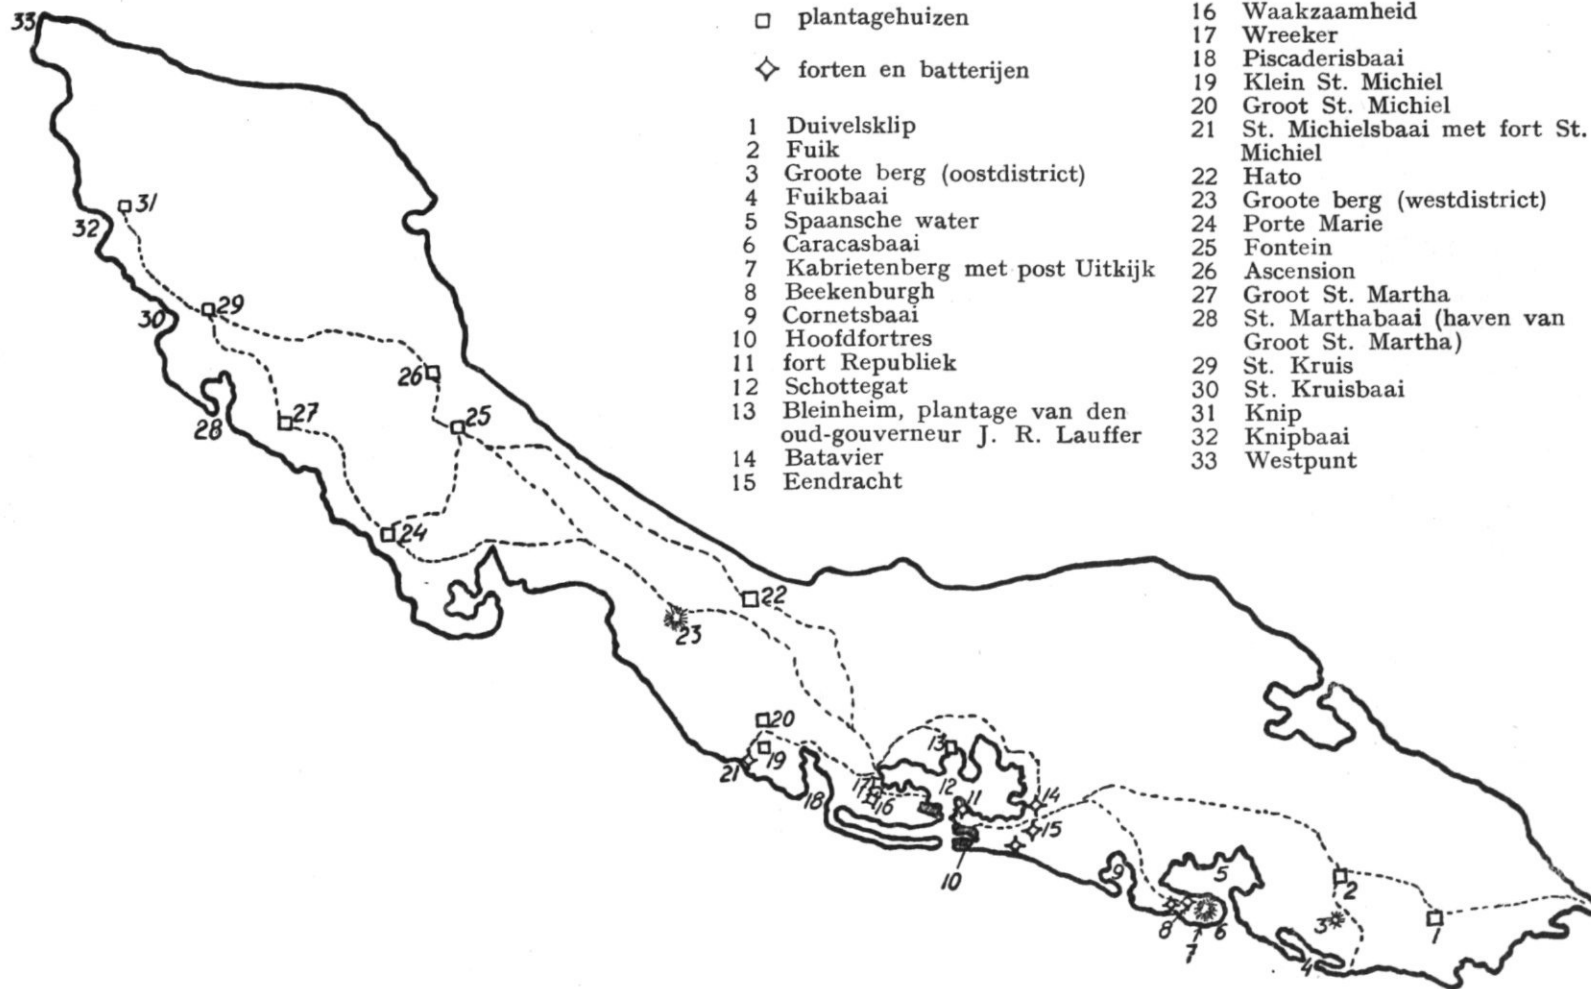 plantagehuizen
forten en batterijen
1 Duivelsklip
2 Fuik
3 Groote berg (oostdistrict)
4 Fuikbaai
5 Spaansche water
6 Caracasbaai
7 Kabrietenberg met post Uitkijk
8 Beekenburgh
9 Cornetsbaai
10 Hoofdfortres
11 fort Republiek
12 Schottegat
13 Bleinheim, plantage van den
oud-gouverneur J. R. Lauffer
14 Batavier
15 Eendracht
16 Waakzaamheid
17 Wreeker
18 Piscaderisbaai
19 Klein St. Michiel
20 Groot St. Michiel
21 St. Michielsbaai met fort St.
Michiel
22 Hato
23 Groote berg (westdistrict)
24 Porte Marie
25 Fontein
26 Ascension
27 Groot St. Martha
28 St. Marthabaai (haven van
Groot St. Martha)
29 St. Kruis
30 St. Kruisbaai
31 Knip
32 Knipbaai
33 Westpunt
33
31
32
29
30
26
27
28
25
24
22
23
20
19
21
18
13
12
11
17
16
14
15
10
9
5
2
8
6
7
3
1
4